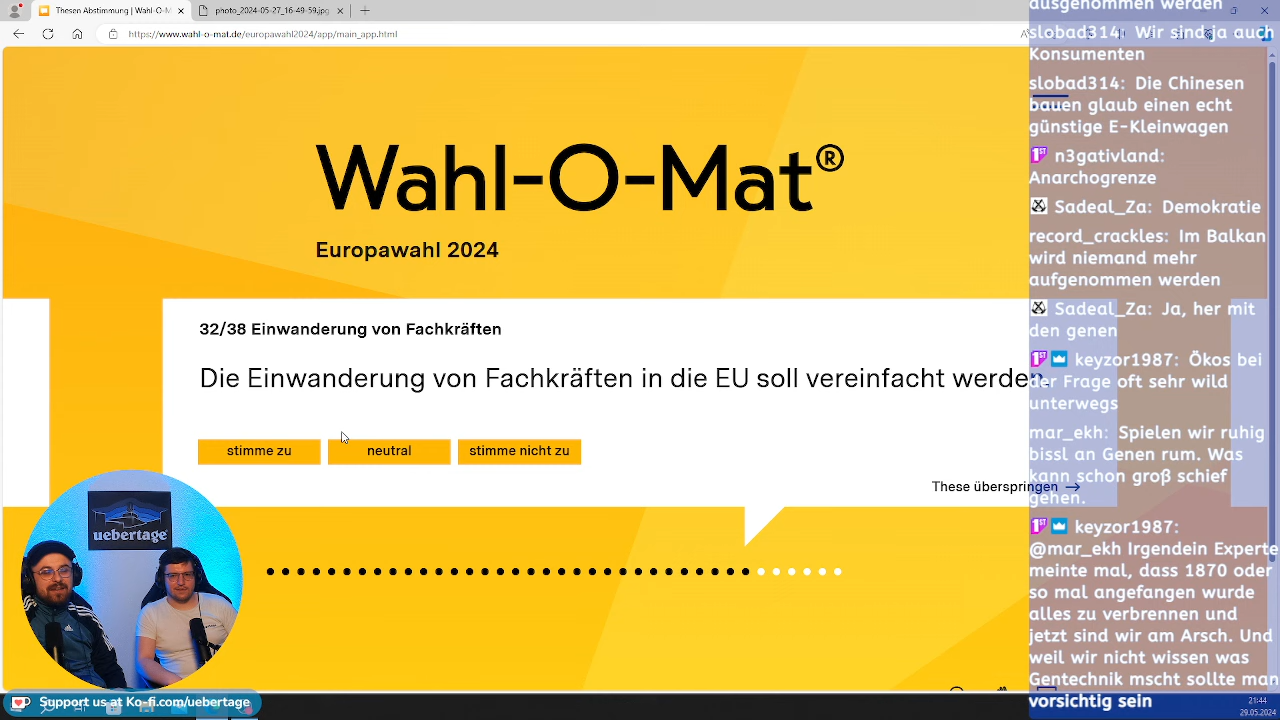 Thesen Abstimmung | Wahl-O-M
photo_2024-05-27_16-49-59.jpg
https://www.wahl-o-mat.de/europawahl2024/app/main_app.html
Wahl-O-Mat®
Europawahl 2024
32/38 Einwanderung von Fachkräften
Die Einwanderung von Fachkräften in die EU soll vereinfacht werde
stimme zu
neutral
stimme nicht zu
These überspringen →
uebertage
Support us at Ko-fi.com/uebertage
ausgenommen werden
slobad314: Wir sind ja auch
Konsumenten
slobad314: Die Chinesen
bauen glaub einen echt
günstige E-Kleinwagen
n3gativland:
Anarchogrenze
Sadeal_Za: Demokratie
record_crackles: Im Balkan
wird niemand mehr
aufgenommen werden
Sadeal_Za: Ja, her mit
den genen
keyzor1987: Ökos bei
der Frage oft sehr wild
unterwegs
mar_ekh: Spielen wir ruhig
bissl an Genen rum. Was
kann schon groß schief
gehen.
keyzor1987:
@mar_ekh Irgendein Experte
meinte mal, dass 1870 oder
so mal angefangen wurde
alles zu verbrennen und
jetzt sind wir am Arsch. Und
weil wir nicht wissen was
Gentechnik mscht sollte man
vorsichtig sein
21:44
29.05.2024